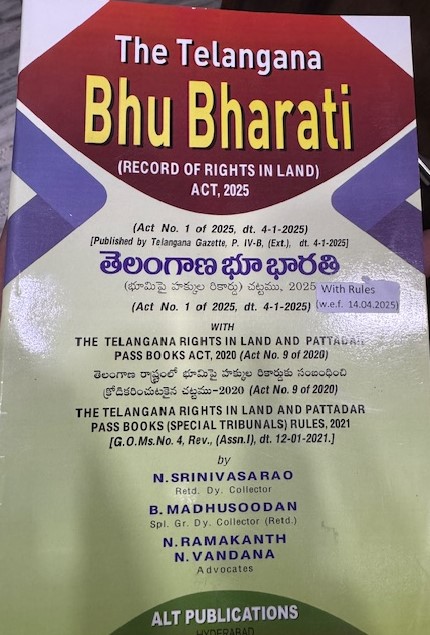 The Telangana
Bhu Bharati
(RECORD OF RIGHTS IN LAND)
ACT, 2025
(Act No. 1 of 2025, dt. 4-1-2025)
[Published by Telangana Gazette, P. IV-B, (Ext.), dt. 4-1-2025]
తెలంగాణ భూ భారతి
(భూమిపై హక్కుల రికార్డు) చట్టము, 2025
With Rules
(w.e.f. 14.04.2025)
(Act No. 1 of 2025, dt. 4-1-2025)
WITH
THE TELANGANA RIGHTS IN LAND AND PATTADAR
PASS BOOKS ACT, 2020 (Act No. 9 of 2020)
తెలంగాణ రాష్ట్రంలో భూమిపై హక్కుల రికార్డుకు సంబంధించి
క్రోడికరించుటకైన చట్టము-2020 (Act No. 9 of 2020)
THE TELANGANA RIGHTS IN LAND AND PATTADAR
PASS BOOKS (SPECIAL TRIBUNALS) RULES, 2021
[G.O.Ms.No. 4, Rev., (Assn.I), dt. 12-01-2021.]
by
N.SRINIVASARAO
Retd. Dy. Collector
B.MADHUSOODAN
Spl. Gr. Dy. Collector (Retd.)
N.RAMAKANTH
N.VANDANA
Advocates
ALT PUBLICATIONS
HYDERABAD